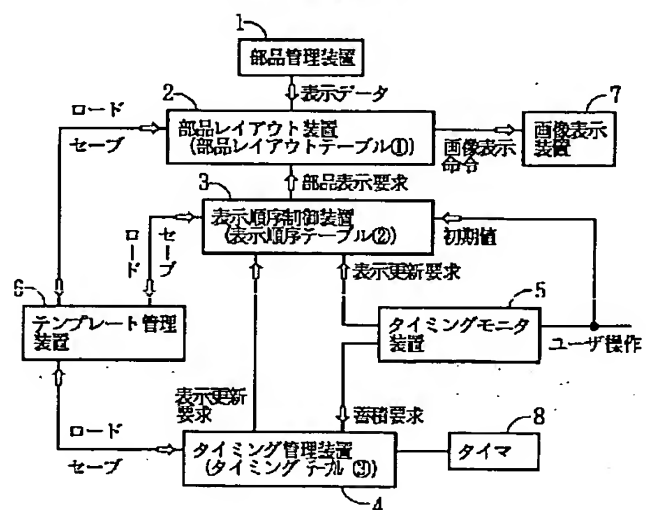 1
部品管理装置
表示データ
2
ロード
セーブ
部品レイアウト装置
(部品レイアウトテーブル①)
画像表示
命令
7
画像表示
装置
部品表示要求
3
表示順序制御装置
(表示順序テーブル②)
初期値
ロード
セーブ
表示更新要求
6
テンプレート管理
装置
5
タイミングモニタ
装置
ユーザ操作
表示更新
要求
蓄積要求
ロード
セーブ
タイミング管理装置
(タイミングテーブル③)
4
8
タイマ